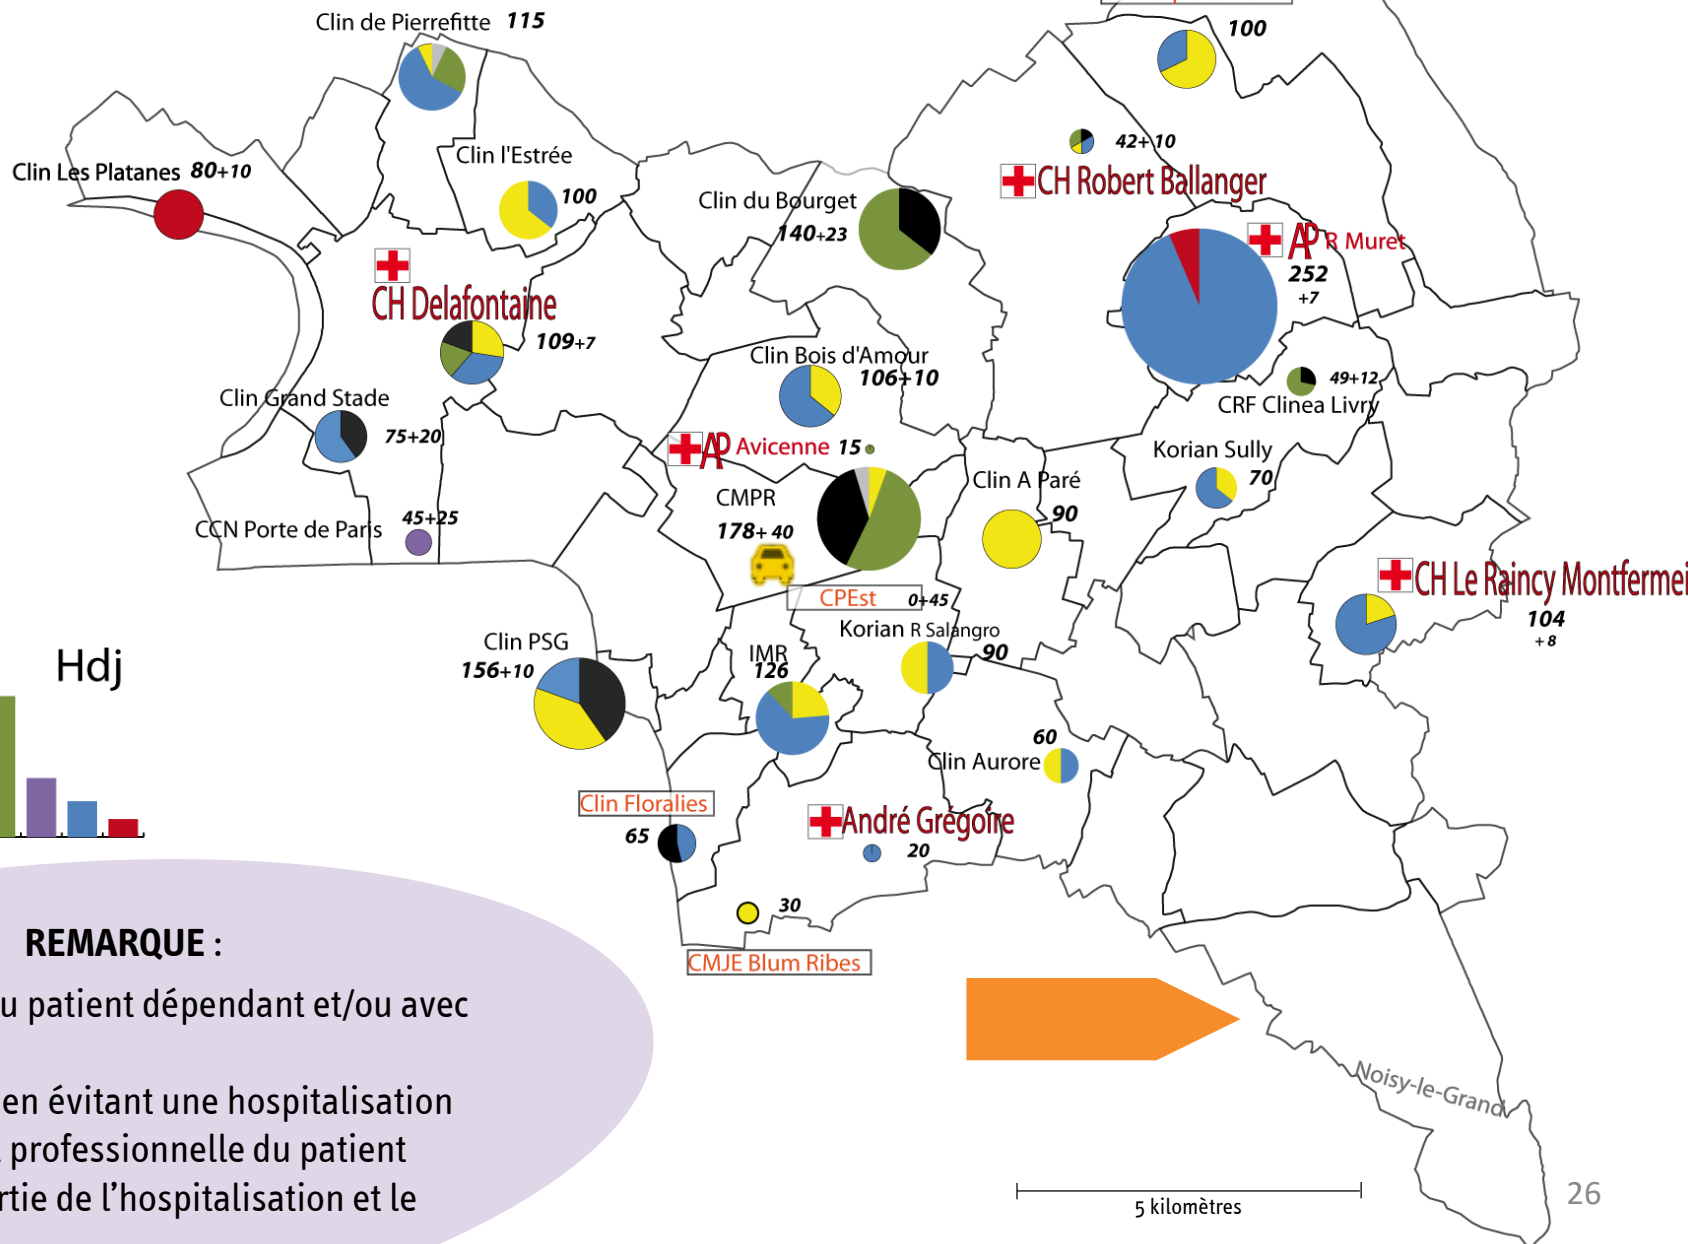 Clin de Pierrefitte 115
100
Clin l'Estrée
100
Clin Les Platanes 80+10
42+10
CH Robert Ballanger
Clin du Bourget
140+23
AP R Muret
252
+7
CH Delafontaine
109+7
Clin Bois d'Amour
106+10
49+12
CRF Clinea Livry
Clin Grand Stade
75+20
AP Avicenne 15
Korian Sully
70
Clin A Paré
90
CMPR
178+ 40
45+25
CCN Porte de Paris
CH Le Raincy Montfermei
104
+ 8
CPEst 0+45
Korian R Salangro
90
Clin PSG
156+10
IMR
126
Hdj
60
Clin Aurore
Clin Floralies
65
André Grégoire
20
30
CMJE Blum Ribes
REMARQUE :
u patient dépendant et/ou avec
en évitant une hospitalisation
professionnelle du patient
rtie de l'hospitalisation et le
Noisy-le-Grand
5 kilomètres
26